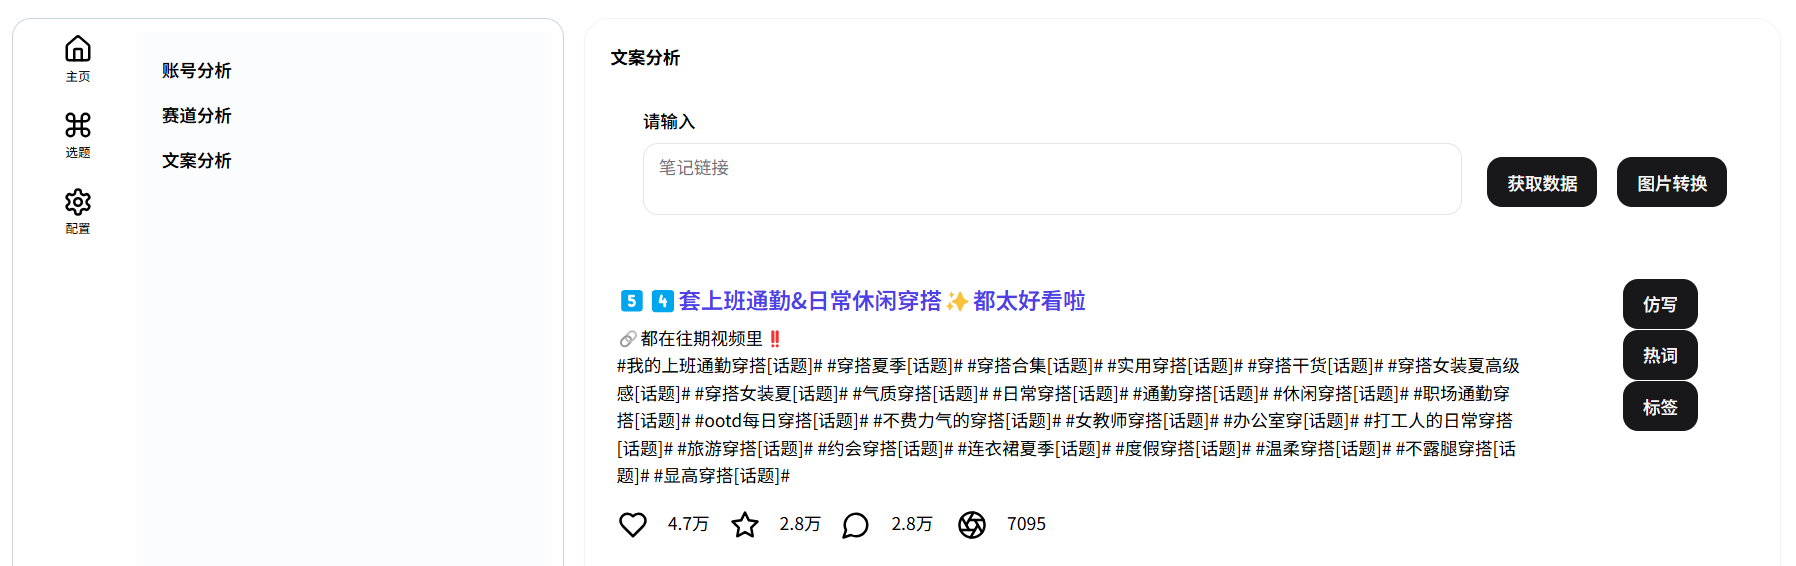 主页
选题
配置
账号分析
赛道分析
文案分析
文案分析
请输入
笔记链接
获取数据
图片转换
5️⃣4️⃣套上班通勤&日常休闲穿搭✨都太好看啦
🔗都在往期视频里‼️
#我的上班通勤穿搭[话题]# #穿搭夏季[话题]# #穿搭合集[话题]# #实用穿搭[话题]# #穿搭干货[话题]# #穿搭女装夏高级
感[话题]# #穿搭女装夏[话题]# #气质穿搭[话题]# #日常穿搭[话题]# #通勤穿搭[话题]# #休闲穿搭[话题]# #职场通勤穿
搭[话题]# #ootd每日穿搭[话题]# #不费力气的穿搭[话题]# #女教师穿搭[话题]# #办公室穿[话题]# #打工人的日常穿搭
[话题]# #旅游穿搭[话题]# #约会穿搭[话题]# #连衣裙夏季[话题]# #度假穿搭[话题]# #温柔穿搭[话题]# #不露腿穿搭[话
题]# #显高穿搭[话题]#
4.7万 2.8万 2.8万 7095
仿写
热词
标签